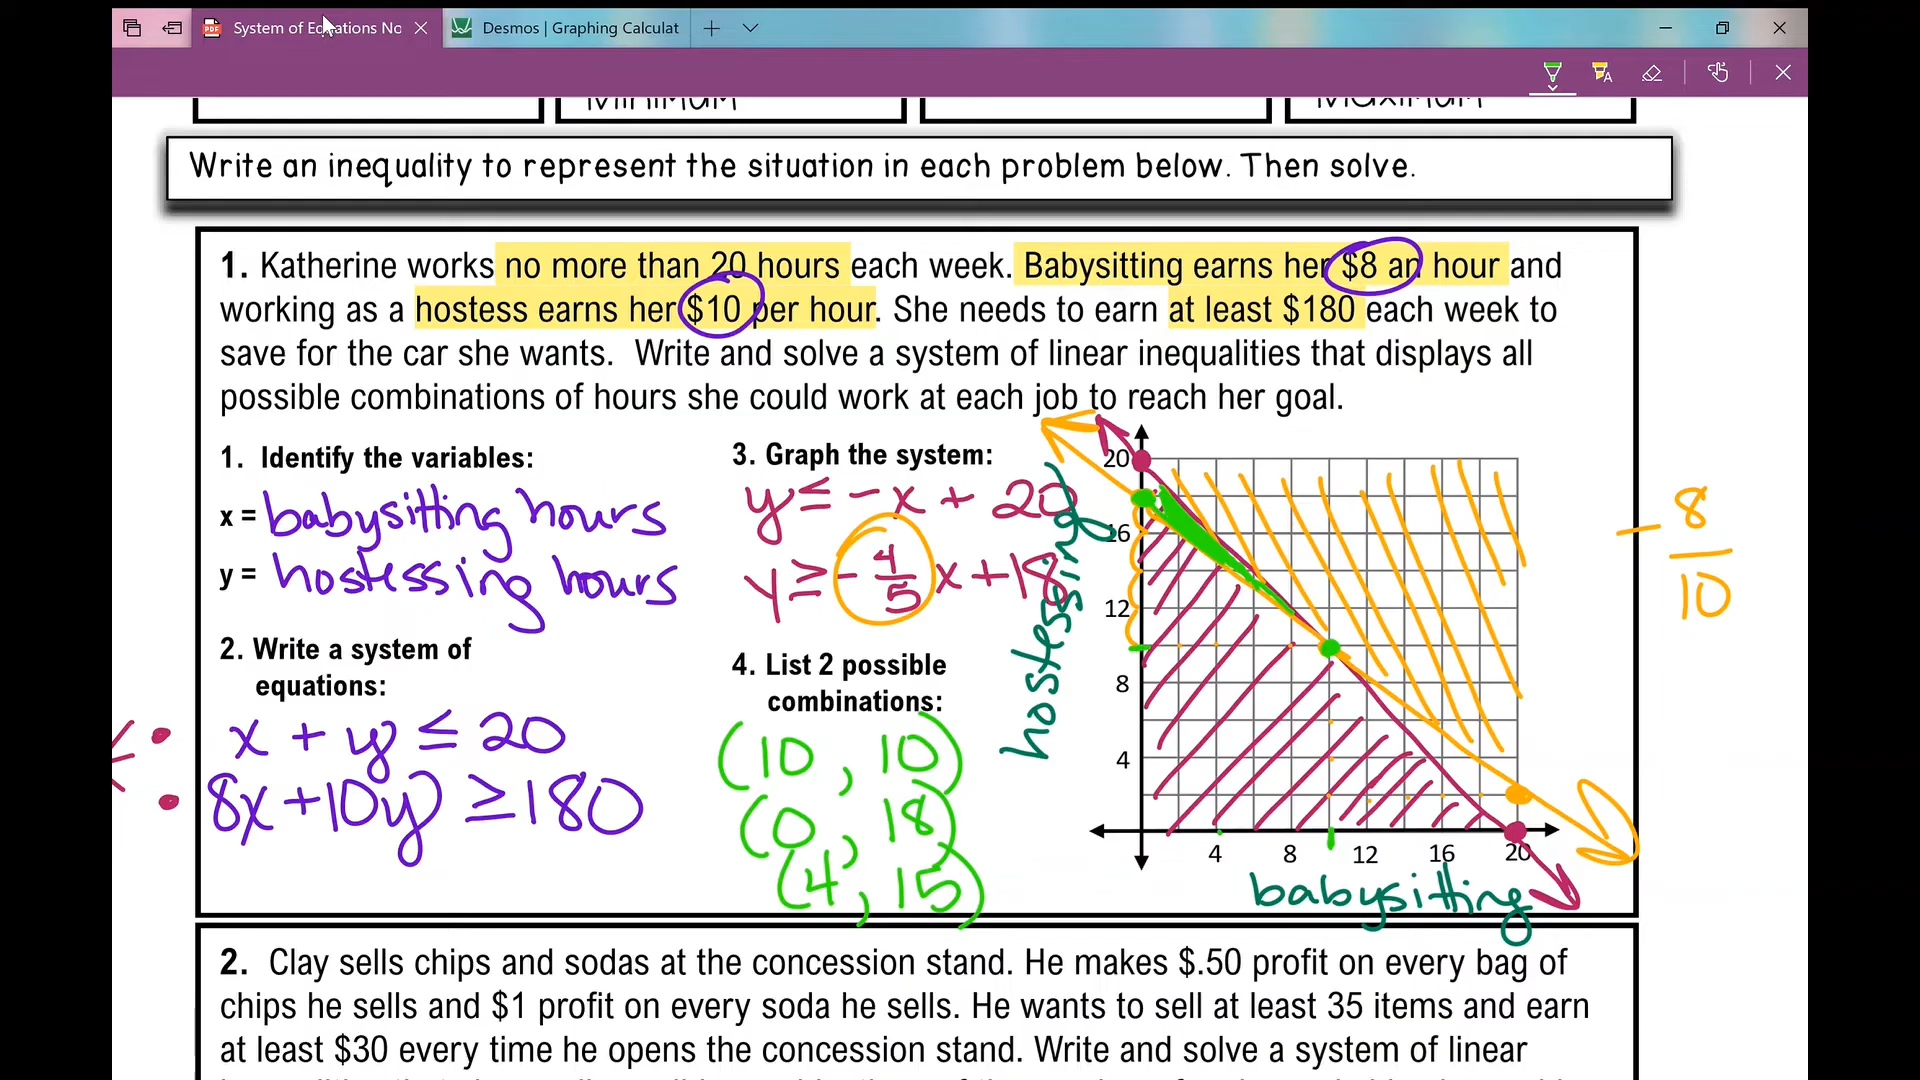 System of Equations No
Desmos | Graphing Calculat
Minimum
Maximum
Write an inequality to represent the situation in each problem below. Then solve.
1. Katherine works no more than 20 hours each week. Babysitting earns her $8 an hour and
working as a hostess earns her $10 per hour. She needs to earn at least $180 each week to
save for the car she wants. Write and solve a system of linear inequalities that displays all
possible combinations of hours she could work at each job to reach her goal.
1. Identify the variables:
x = babysitting hours
y = hostessing hours
2. Write a system of
equations:
x + y ≤ 20
8x + 10y ≥ 180
3. Graph the system:
y ≤ -x + 20
y ≥ - 4/5 x + 18
4. List 2 possible
combinations:
(10, 10)
(0, 18)
(4, 15)
hostessing
20
16
12
8
4
4 8 12 16 20
babysitting
- 8
10
2. Clay sells chips and sodas at the concession stand. He makes $.50 profit on every bag of
chips he sells and $1 profit on every soda he sells. He wants to sell at least 35 items and earn
at least $30 every time he opens the concession stand. Write and solve a system of linear